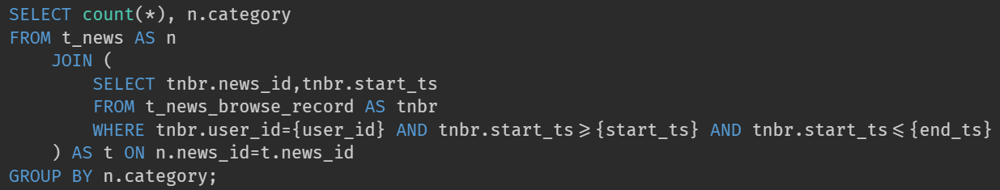 SELECT count(*), n.category
FROM t_news AS n
    JOIN (
        SELECT tnbr.news_id,tnbr.start_ts
        FROM t_news_browse_record AS tnbr
        WHERE tnbr.user_id={user_id} AND tnbr.start_ts>={start_ts} AND tnbr.start_ts<={end_ts}
    ) AS t ON n.news_id=t.news_id
GROUP BY n.category;